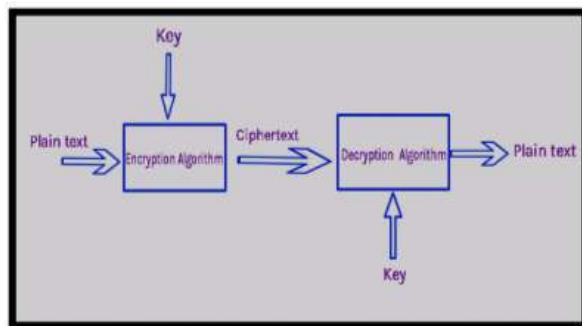 Key
Plain text
Encryption Algorithm
Ciphertext
Decryption Algorithm
Plain text
Key